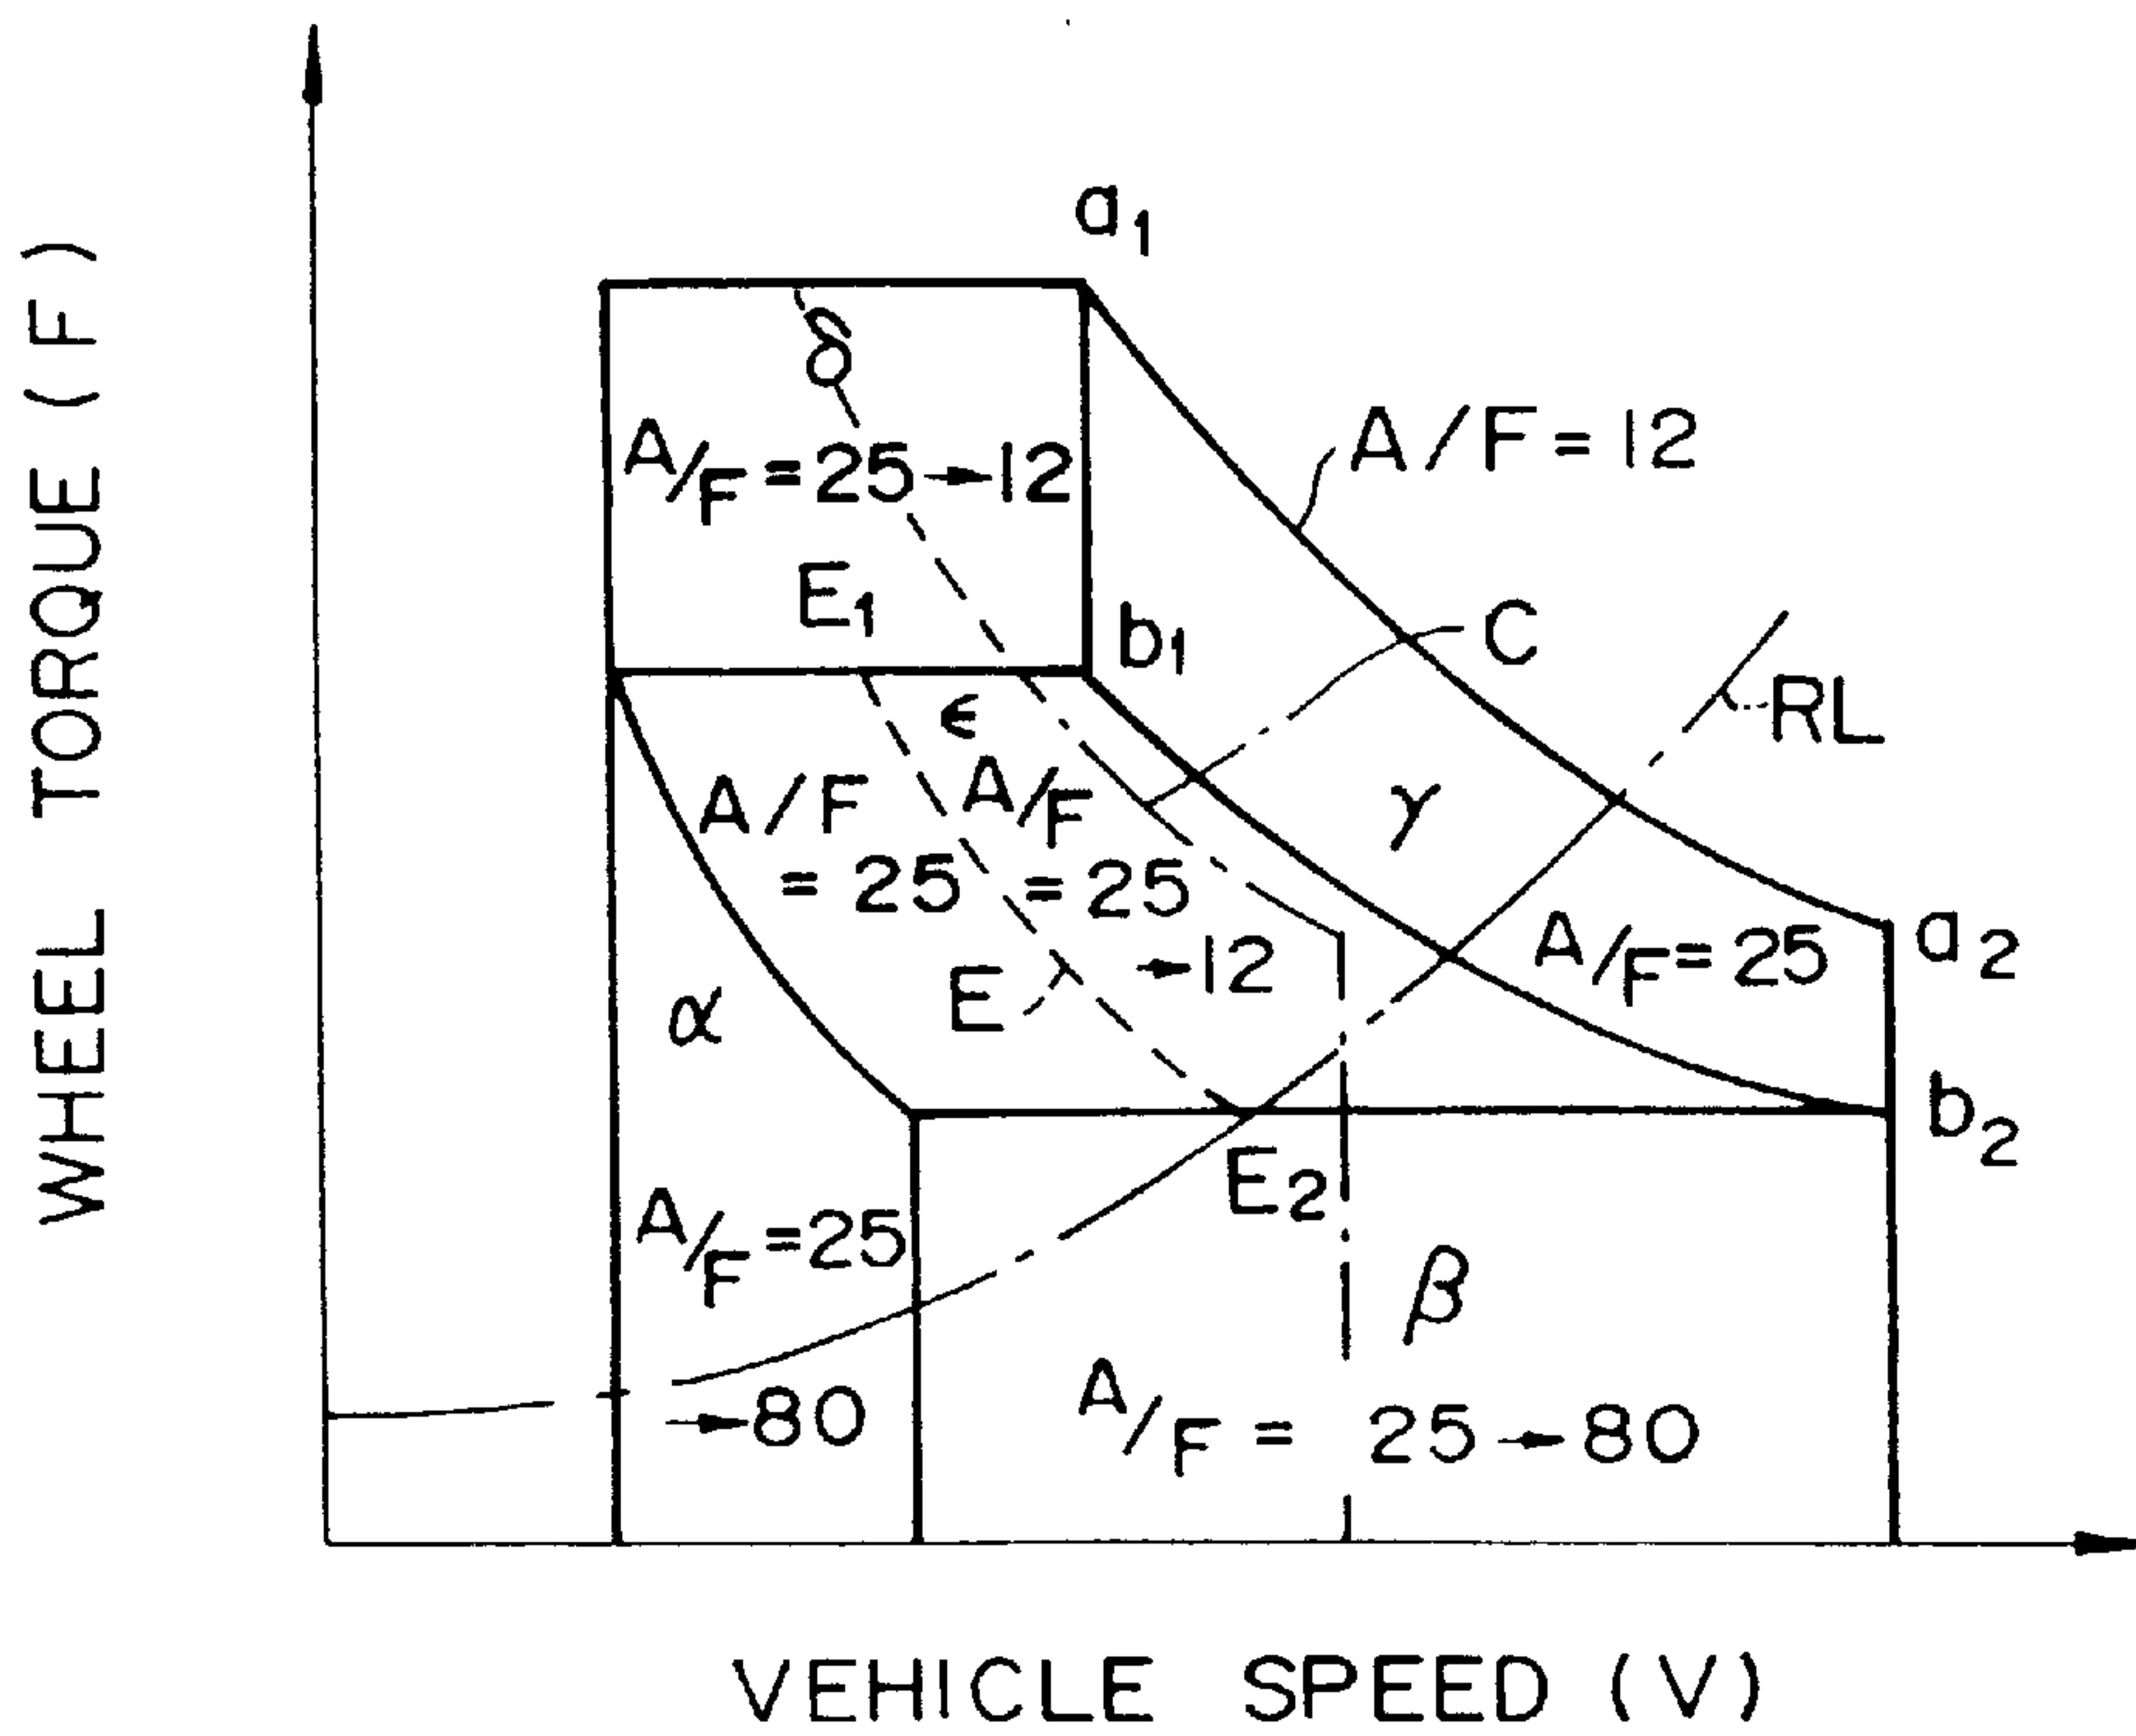 WHEEL TORQUE (F)
a1
δ
A/F=25→12
E1
A/F=12
b1
C
RL
ϵ
γ
A/F
=25
A/F
=25
→12
E
α
A/F=25
a2
b2
E2
A/F=25
→80
β
A/F= 25→80
VEHICLE SPEED (V)